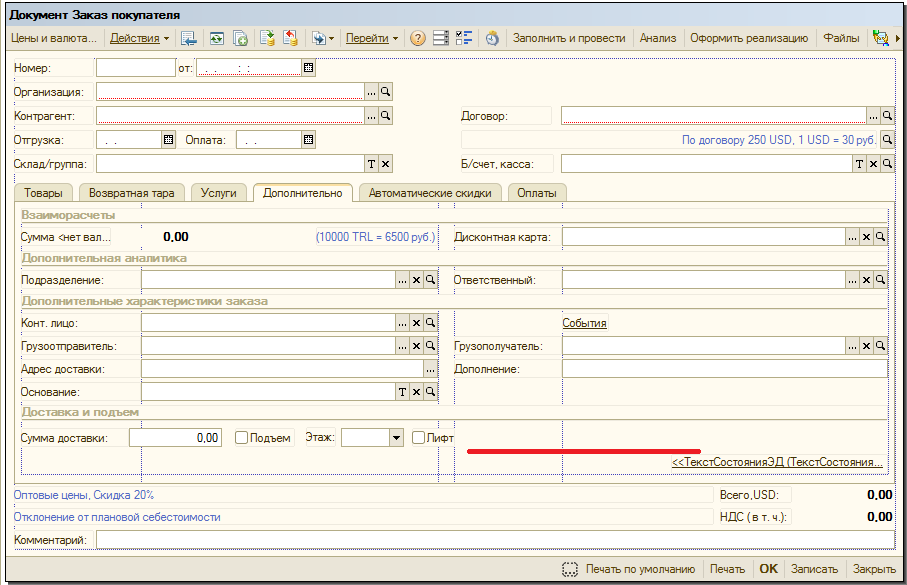 Документ Заказ покупателя
Цены и валюта... Действия Перейти Заполнить и провести Анализ Оформить реализацию Файлы
Номер: от: . . : :
Организация: ...
Контрагент: ... Договор: ...
Отгрузка: . . Оплата: . . По договору 250 USD, 1 USD = 30 руб.
Склад/группа: T Б/счет, касса: T
Товары Возвратная тара Услуги Дополнительно Автоматические скидки Оплаты
Взаиморасчеты
Сумма <нет вал... 0,00 (10000 TRL = 6500 руб.) Дисконтная карта: ...
Дополнительная аналитика
Подразделение: ... Ответственный: ...
Дополнительные характеристики заказа
Конт. лицо: ... События
Грузоотправитель: ... Грузополучатель: ...
Адрес доставки: ... Дополнение:
Основание: T
Доставка и подъем
Сумма доставки: 0,00 Подъем Этаж: Лифт
<<ТекстСостоянияЭД (ТекстСостояния...
Оптовые цены, Скидка 20% Всего,USD: 0,00
Отклонение от плановой себестоимости НДС ( в т. ч.): 0,00
Комментарий:
Печать по умолчанию Печать OK Записать Закрыть